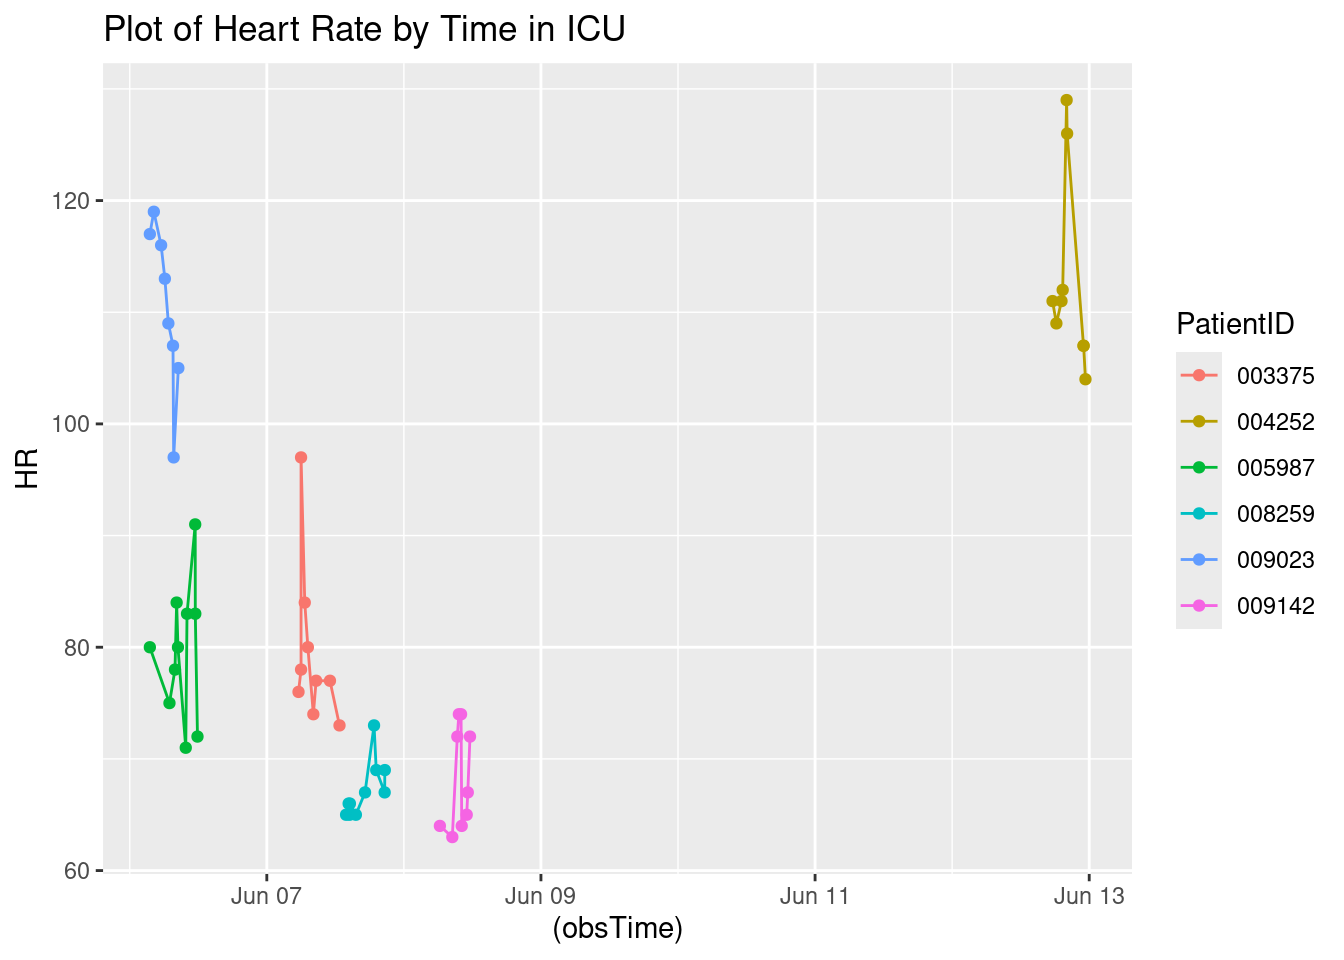 Plot of Heart Rate by Time in ICU
HR
120
100
80
60
Jun 07
Jun 09
Jun 11
Jun 13
(obsTime)
PatientID
003375
004252
005987
008259
009023
009142